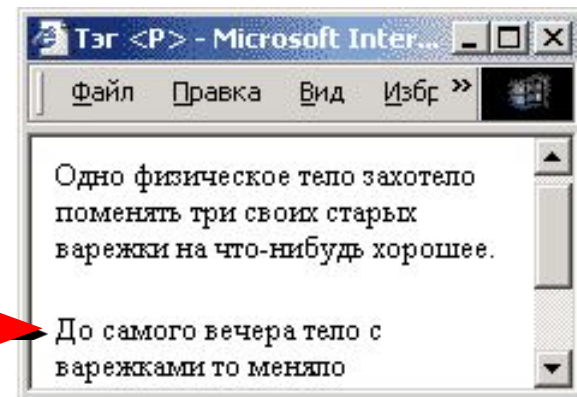 Тэг <P> - Microsoft Inter...
Файл Правка Вид Избр »
Одно физическое тело захотело
поменять три своих старых
варежки на что-нибудь хорошее.
До самого вечера тело с
варежками то меняло